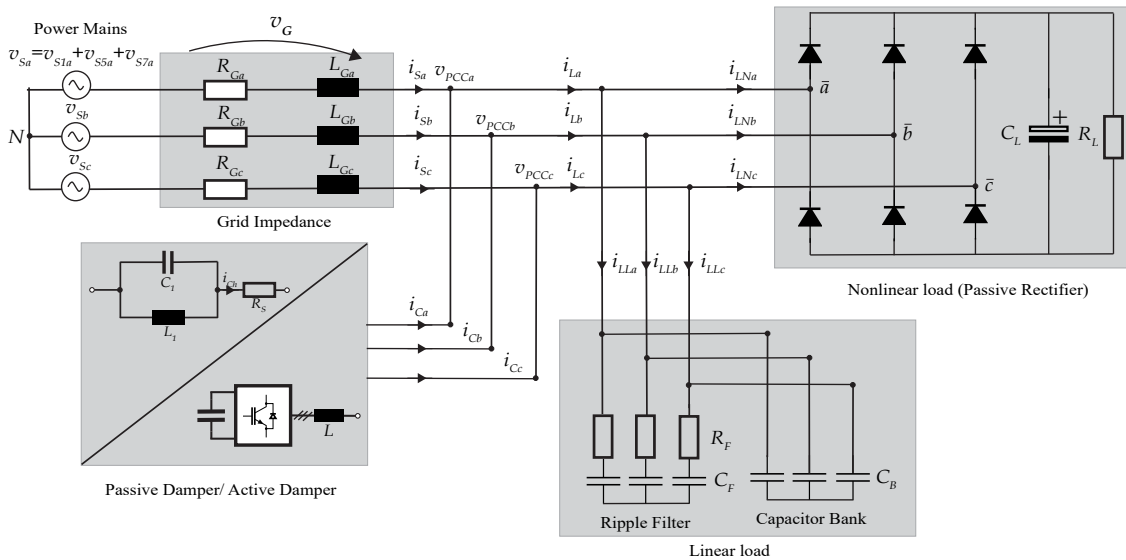 Power Mains
v_Sa=v_S1a+v_S5a+v_S7a
v_G
R_Ga
L_Ga
i_Sa
v_PCCa
i_La
i_LNa
ā
v_Sb
N
R_Gb
L_Gb
i_Sb
v_PCCb
i_Lb
i_LNb
b̄
C_L
+
R_L
v_Sc
R_Gc
L_Gc
i_Sc
v_PCCc
i_Lc
i_LNc
c̄
Grid Impedance
C_1
i_Ch
R_S
L_1
i_LLa
i_LLb
i_LLc
Nonlinear load (Passive Rectifier)
i_Ca
i_Cb
i_Cc
L
R_F
C_F
C_B
Passive Damper/ Active Damper
Ripple Filter
Capacitor Bank
Linear load